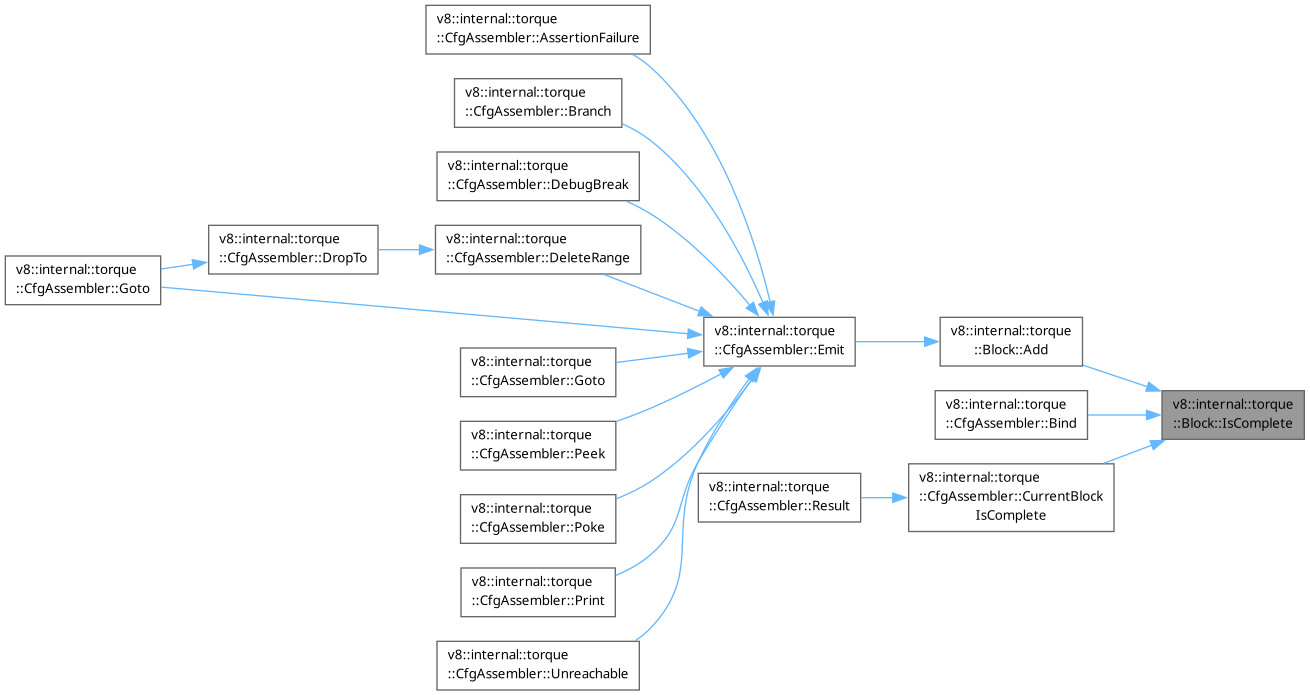 v8::internal::torque
::CfgAssembler::AssertionFailure
v8::internal::torque
::CfgAssembler::Branch
v8::internal::torque
::CfgAssembler::DebugBreak
v8::internal::torque
::CfgAssembler::DropTo
v8::internal::torque
::CfgAssembler::DeleteRange
v8::internal::torque
::CfgAssembler::Goto
v8::internal::torque
::CfgAssembler::Emit
v8::internal::torque
::Block::Add
v8::internal::torque
::CfgAssembler::Goto
v8::internal::torque
::CfgAssembler::Bind
v8::internal::torque
::Block::IsComplete
v8::internal::torque
::CfgAssembler::Peek
v8::internal::torque
::CfgAssembler::Result
v8::internal::torque
::CfgAssembler::CurrentBlock
IsComplete
v8::internal::torque
::CfgAssembler::Poke
v8::internal::torque
::CfgAssembler::Print
v8::internal::torque
::CfgAssembler::Unreachable